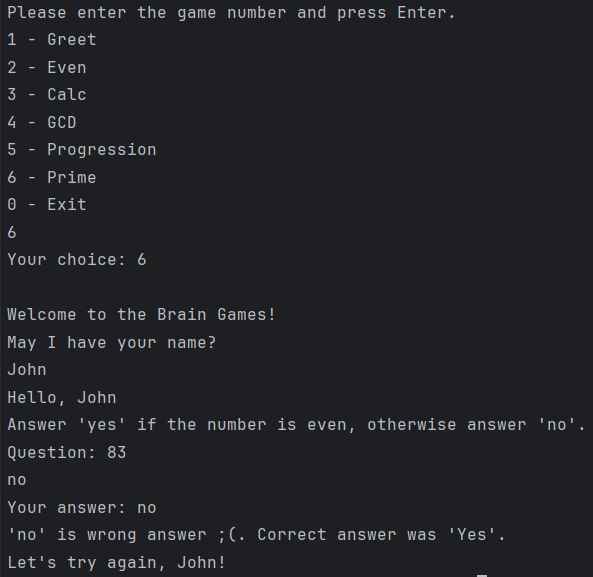 Please enter the game number and press Enter.
1 - Greet
2 - Even
3 - Calc
4 - GCD
5 - Progression
6 - Prime
0 - Exit
6
Your choice: 6
Welcome to the Brain Games!
May I have your name?
John
Hello, John
Answer 'yes' if the number is even, otherwise answer 'no'.
Question: 83
no
Your answer: no
'no' is wrong answer ;(. Correct answer was 'Yes'.
Let's try again, John!